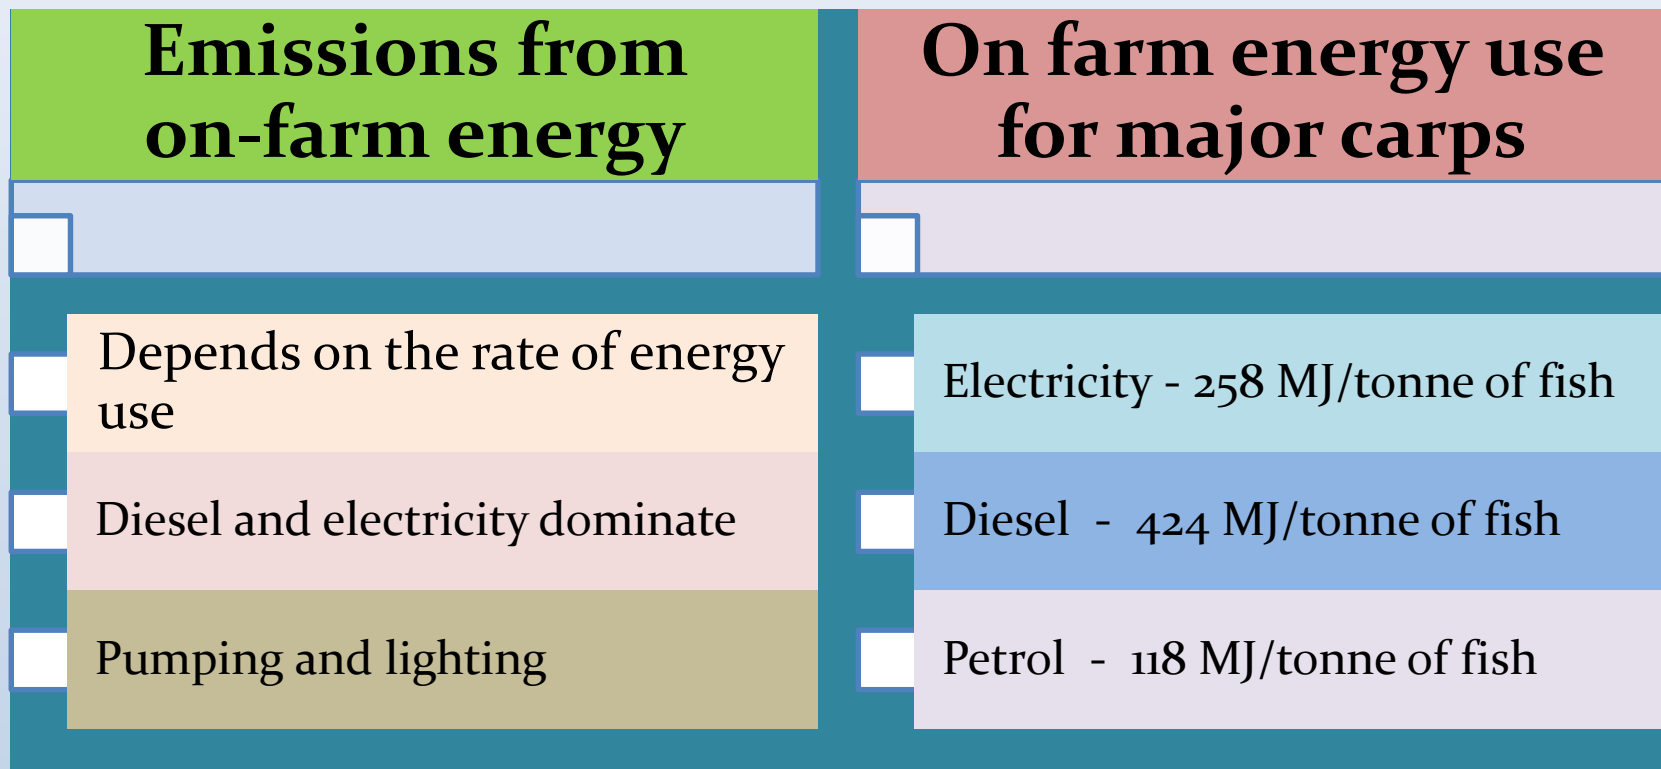 Emissions from
on-farm energy
Depends on the rate of energy
use
Diesel and electricity dominate
Pumping and lighting
On farm energy use
for major carps
Electricity - 258 MJ/tonne of fish
Diesel - 424 MJ/tonne of fish
Petrol - 118 MJ/tonne of fish